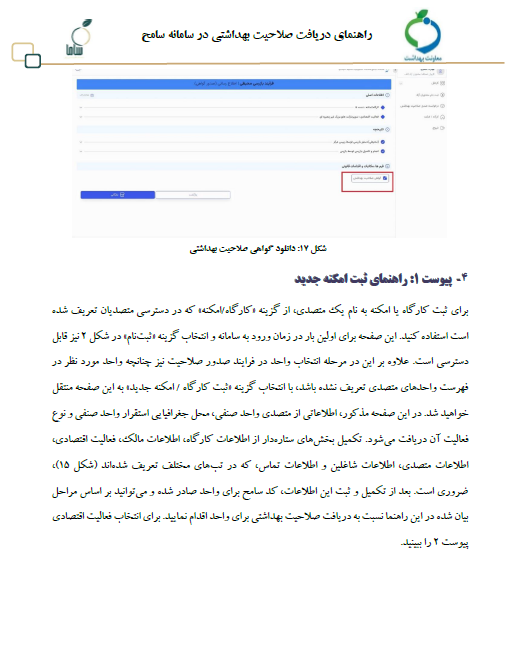 راهنمای دریافت صلاحیت بهداشتی در سامانه سامح
معاونت بهداشت
ساما
شکل ۱۷: دانلود گواهی صلاحیت بهداشتی
۴- پیوست ۱: راهنمای ثبت امکنه جدید
برای ثبت کارگاه یا امکنه به نام یک متصدی، از گزینه «کارگاه/امکنه» که در دسترسی متصدیان تعریف شده
است استفاده کنید. این صفحه برای اولین بار در زمان ورود به سامانه و انتخاب گزینه «ثبت‌نام» در شکل ۲ نیز قابل
دسترسی است. علاوه بر این در مرحله انتخاب واحد در فرایند صدور صلاحیت نیز چنانچه واحد مورد نظر در
فهرست واحدهای متصدی تعریف نشده باشد، با انتخاب گزینه «ثبت کارگاه / امکنه جدید» به این صفحه منتقل
خواهید شد. در این صفحه مذکور، اطلاعاتی از متصدی واحد صنفی، محل جغرافیایی استقرار واحد صنفی و نوع
فعالیت آن دریافت می‌شود. تکمیل بخش‌های ستاره‌دار از اطلاعات کارگاه، اطلاعات مالک، فعالیت اقتصادی،
اطلاعات متصدی، اطلاعات شاغلین و اطلاعات تماس، که در تب‌های مختلف تعریف شده‌اند (شکل ۱۵)،
ضروری است. بعد از تکمیل و ثبت این اطلاعات، کد سامح برای واحد صادر شده و می‌توانید بر اساس مراحل
بیان شده در این راهنما نسبت به دریافت صلاحیت بهداشتی برای واحد اقدام نمایید. برای انتخاب فعالیت اقتصادی
پیوست ۲ را ببینید.